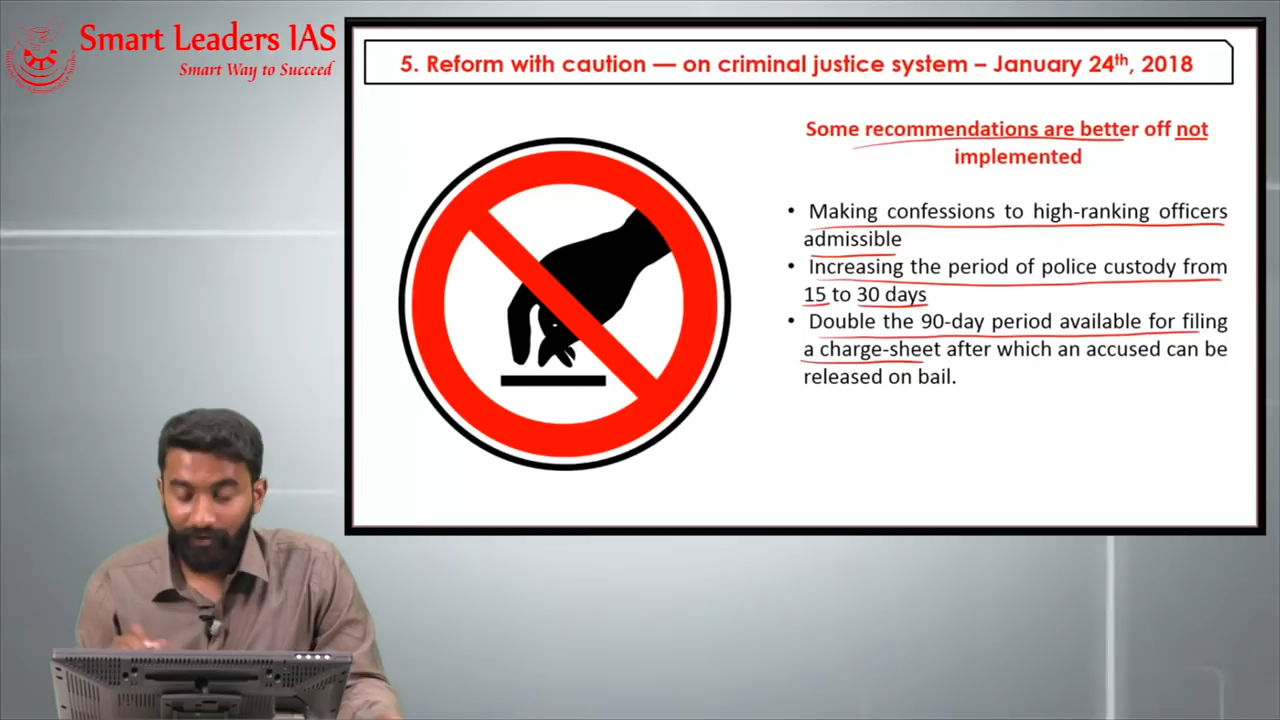 Smart Leaders IAS
Smart Way to Succeed
5. Reform with caution — on criminal justice system – January 24th, 2018
Some recommendations are better off not
implemented
• Making confessions to high-ranking officers
admissible
• Increasing the period of police custody from
15 to 30 days
• Double the 90-day period available for filing
a charge-sheet after which an accused can be
released on bail.